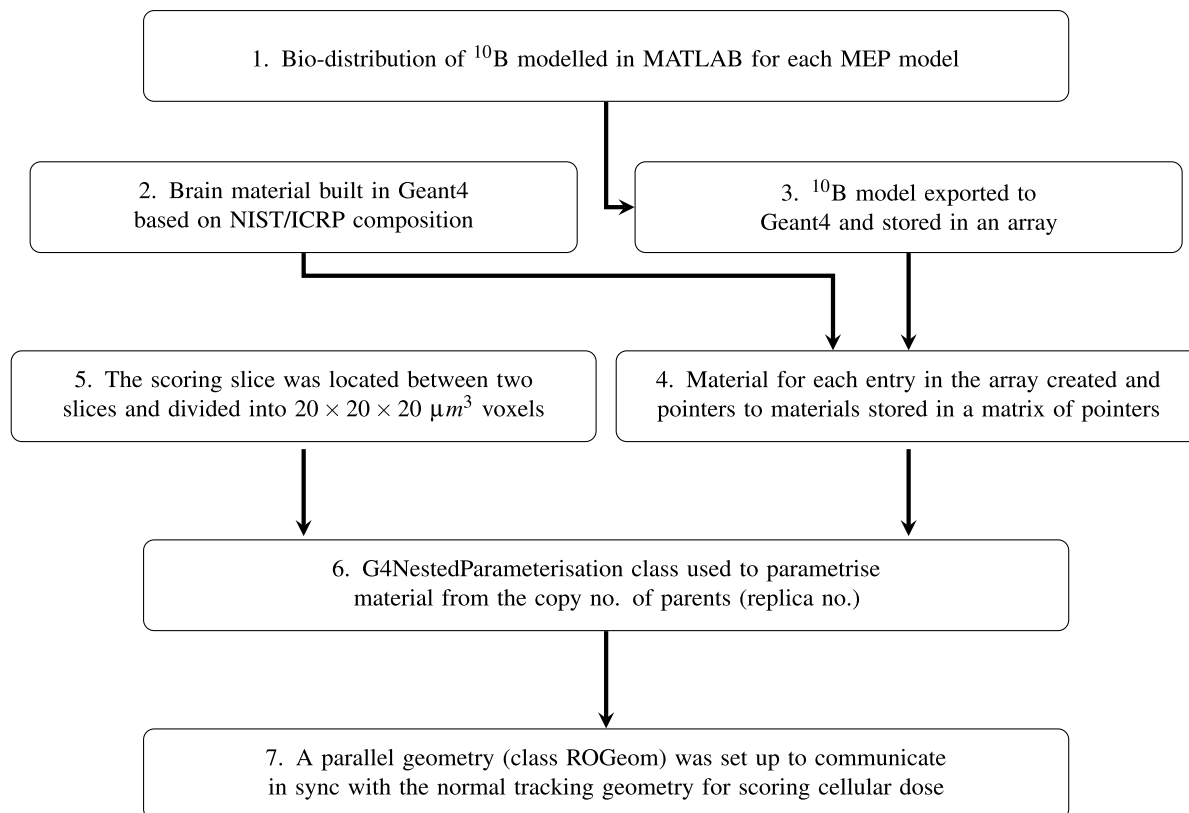 1. Bio-distribution of ¹⁰B modelled in MATLAB for each MEP model
2. Brain material built in Geant4
based on NIST/ICRP composition
3. ¹⁰B model exported to
Geant4 and stored in an array
5. The scoring slice was located between two
slices and divided into 20 × 20 × 20 μm³ voxels
4. Material for each entry in the array created and
pointers to materials stored in a matrix of pointers
6. G4NestedParameterisation class used to parametrise
material from the copy no. of parents (replica no.)
7. A parallel geometry (class ROGeom) was set up to communicate
in sync with the normal tracking geometry for scoring cellular dose